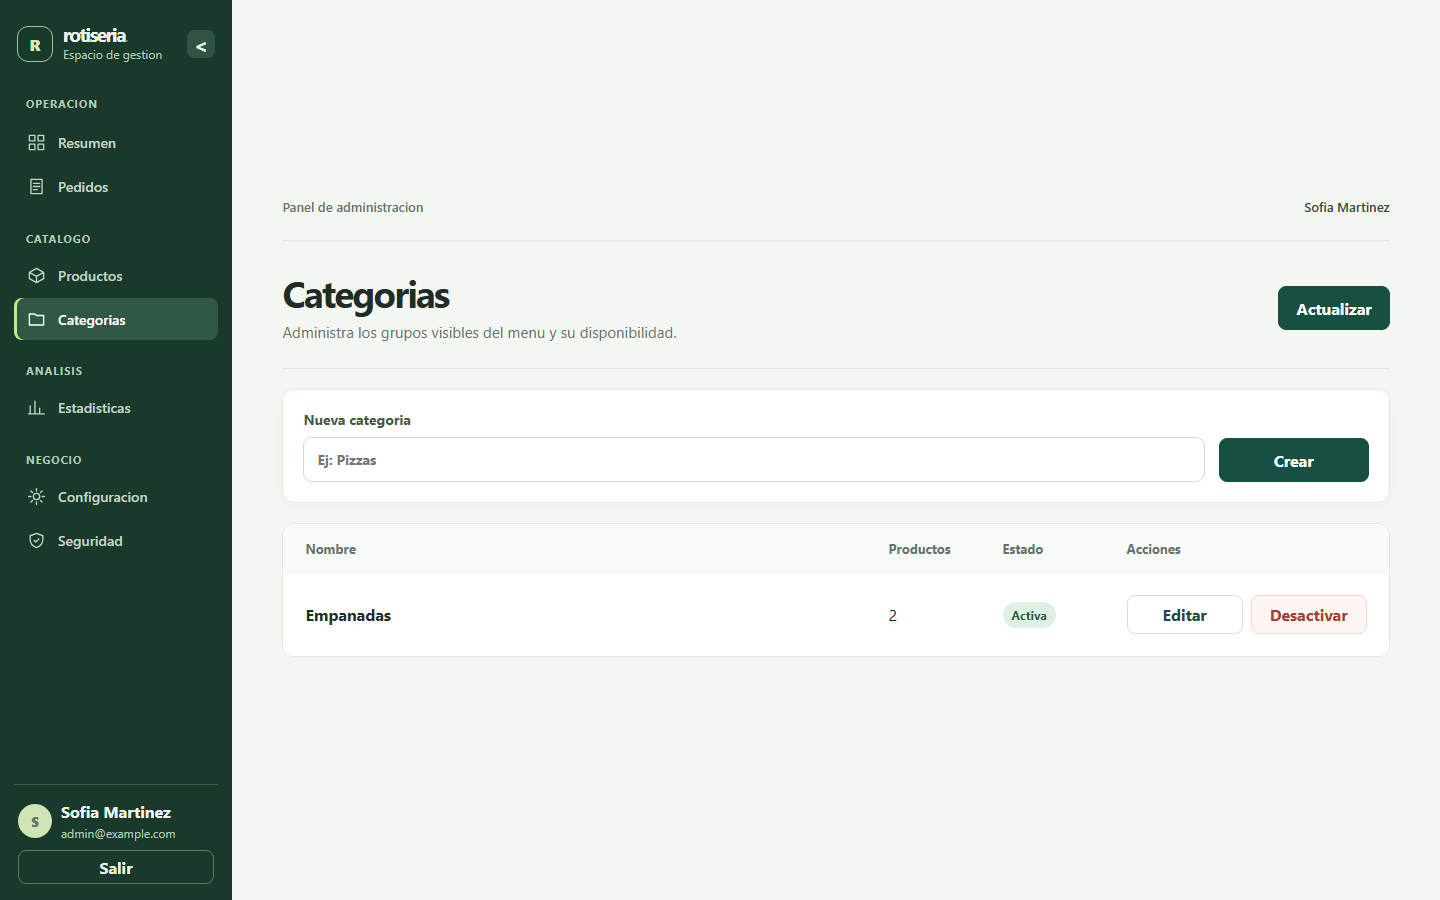 R
rotiseria
Espacio de gestion
<
OPERACION
Resumen
Pedidos
CATALOGO
Productos
Categorias
ANALISIS
Estadisticas
NEGOCIO
Configuracion
Seguridad
S
Sofia Martinez
admin@example.com
Salir
Panel de administracion
Sofia Martinez
Categorias
Administra los grupos visibles del menu y su disponibilidad.
Actualizar
Nueva categoria
Ej: Pizzas
Crear
Nombre Productos Estado Acciones
Empanadas 2 Activa Editar Desactivar